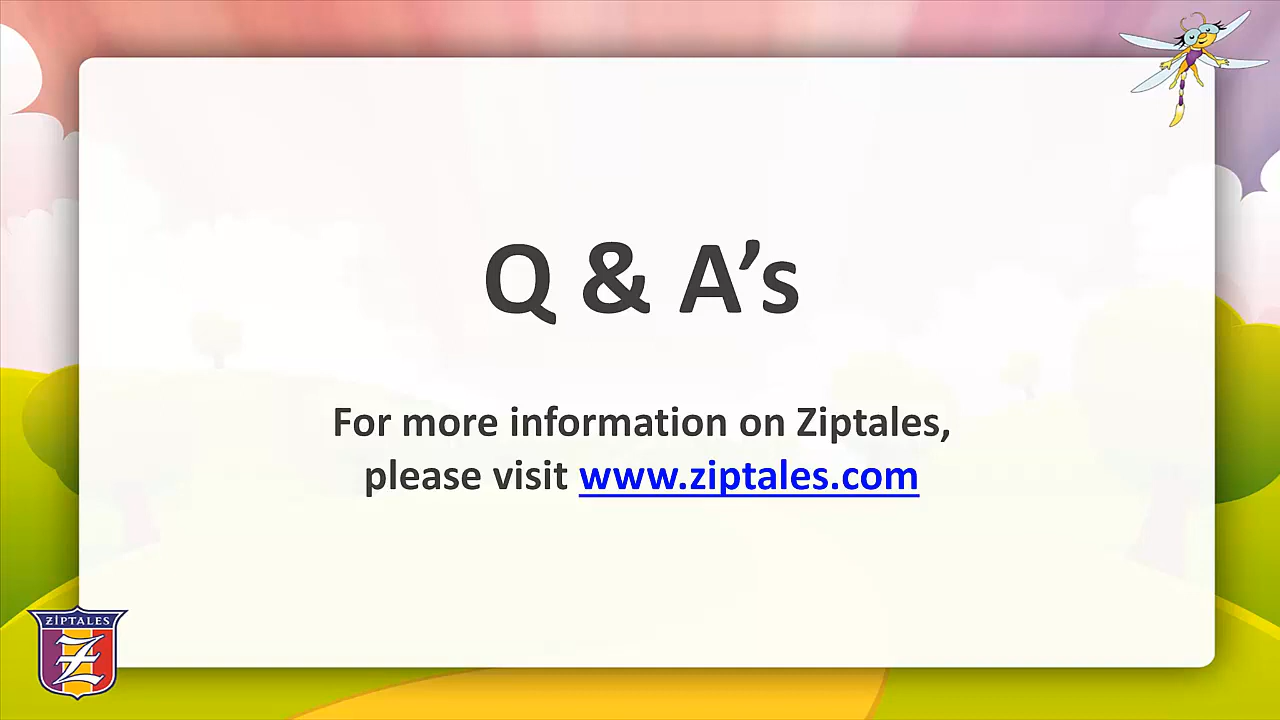 Q & A’s
For more information on Ziptales,
please visit www.ziptales.com
ZIPTALES
Z